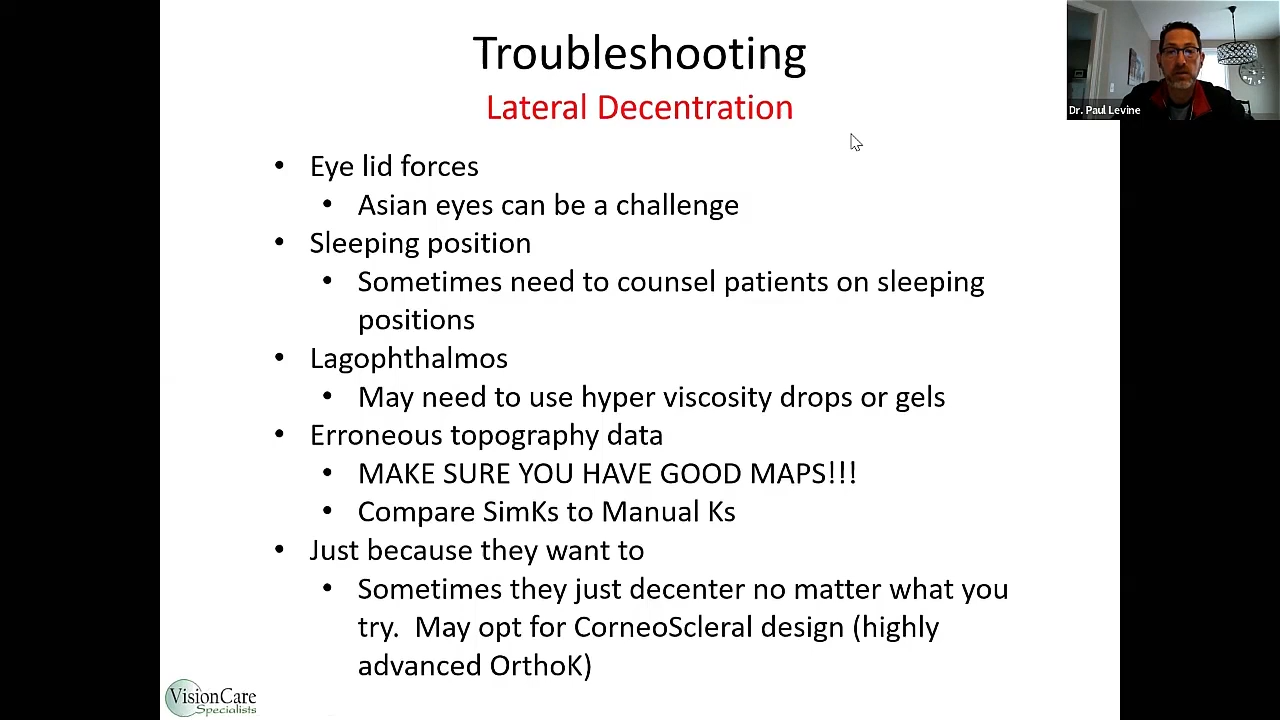 Troubleshooting
Lateral Decentration
Dr. Paul Levine
• Eye lid forces
• Asian eyes can be a challenge
• Sleeping position
• Sometimes need to counsel patients on sleeping
positions
• Lagophthalmos
• May need to use hyper viscosity drops or gels
• Erroneous topography data
• MAKE SURE YOU HAVE GOOD MAPS!!!
• Compare SimKs to Manual Ks
• Just because they want to
• Sometimes they just decenter no matter what you
try. May opt for CorneoScleral design (highly
advanced OrthoK)
VisionCare
Specialists